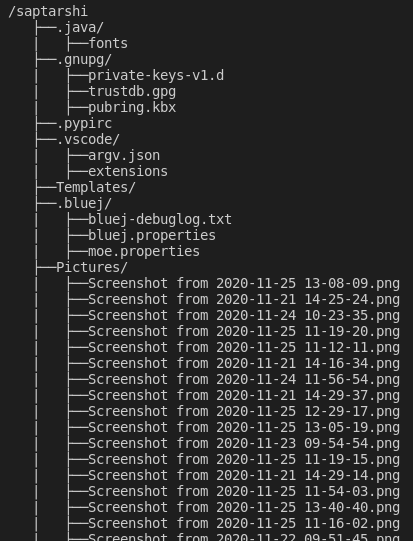 /saptarshi
├──.java/
│  ├──fonts
├──.gnupg/
│  ├──private-keys-v1.d
│  ├──trustdb.gpg
│  ├──pubring.kbx
├──.pypirc
├──.vscode/
│  ├──argv.json
│  ├──extensions
├──Templates/
├──.bluej/
│  ├──bluej-debuglog.txt
│  ├──bluej.properties
│  ├──moe.properties
├──Pictures/
│  ├──Screenshot from 2020-11-25 13-08-09.png
│  ├──Screenshot from 2020-11-21 14-25-24.png
│  ├──Screenshot from 2020-11-24 10-23-35.png
│  ├──Screenshot from 2020-11-25 11-19-20.png
│  ├──Screenshot from 2020-11-25 11-12-11.png
│  ├──Screenshot from 2020-11-21 14-16-34.png
│  ├──Screenshot from 2020-11-24 11-56-54.png
│  ├──Screenshot from 2020-11-21 14-29-37.png
│  ├──Screenshot from 2020-11-25 12-29-17.png
│  ├──Screenshot from 2020-11-25 13-05-19.png
│  ├──Screenshot from 2020-11-23 09-54-54.png
│  ├──Screenshot from 2020-11-25 11-19-15.png
│  ├──Screenshot from 2020-11-21 14-29-14.png
│  ├──Screenshot from 2020-11-25 11-54-03.png
│  ├──Screenshot from 2020-11-25 13-40-40.png
│  ├──Screenshot from 2020-11-25 11-16-02.png
│  ├──Screenshot from 2020-11-22 09-51-45.png